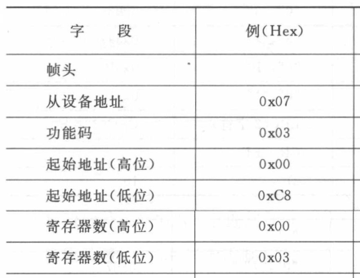 字 段 例(Hex)
帧头
从设备地址 0x07
功能码 0x03
起始地址(高位) 0x00
起始地址(低位) 0xC8
寄存器数(高位) 0x00
寄存器数(低位) 0x03